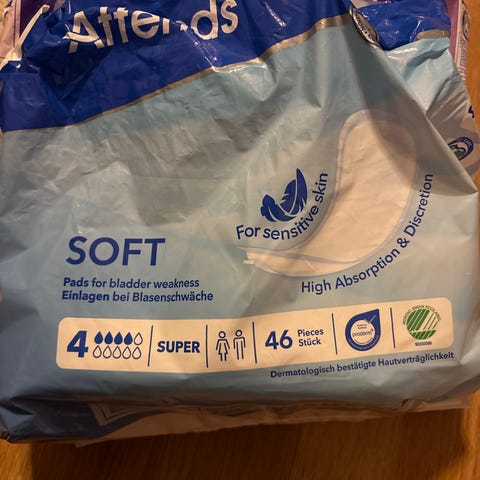 Attends
For sensitive skin
High Absorption & Discretion
SOFT
Pads for bladder weakness
Einlagen bei Blasenschwäche
4
SUPER
46 Pieces
Stück
proderm
Dermatologisch bestätigte Hautverträglichkeit